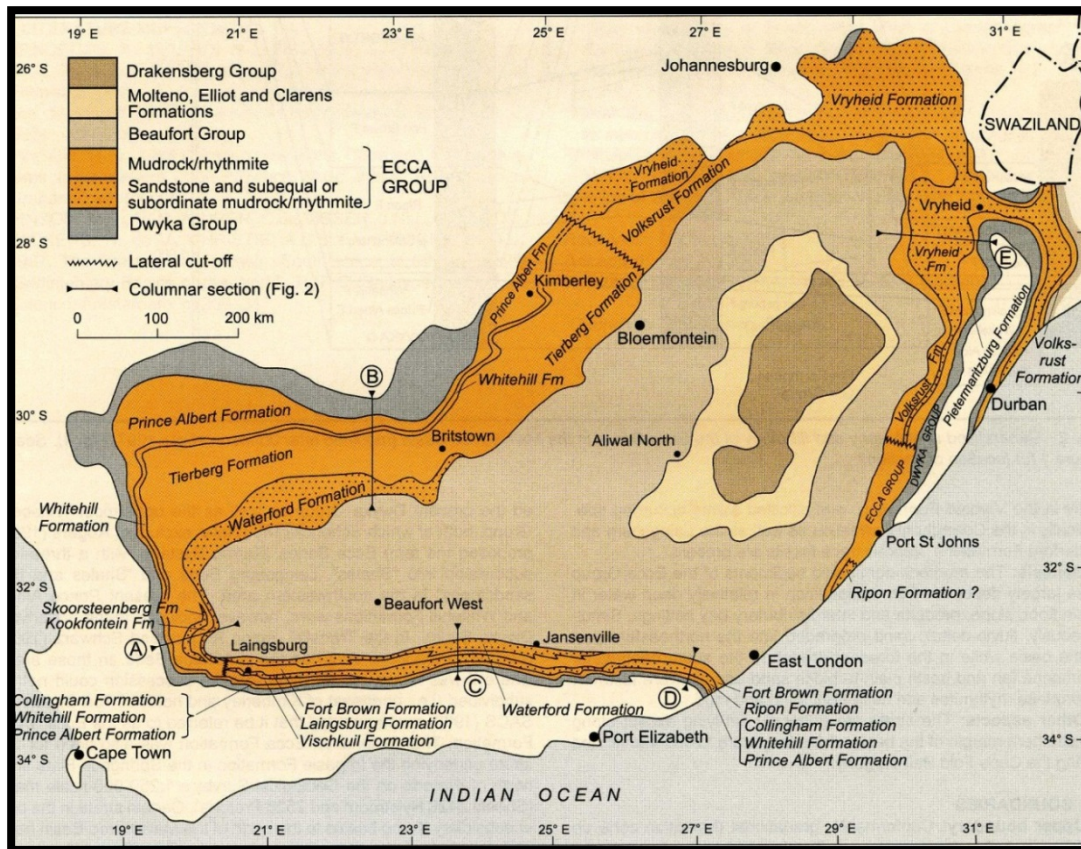 19° E
21° E
23° E
25° E
27° E
29° E
31° E
26° S
28° S
30° S
32° S
34° S
Drakensberg Group
Molteno, Elliot and Clarens
Formations
Beaufort Group
Mudrock/rhythmite
Sandstone and subequal or
subordinate mudrock/rhythmite
ECCA
GROUP
Dwyka Group
Lateral cut-off
Columnar section (Fig. 2)
0 100 200 km
Johannesburg
Vryheid Formation
SWAZILAND
Vryheid
Formation
Volksrust Formation
Vryheid
Vryheid
Fm
E
Prince Albert Fm
Kimberley
Tierberg Formation
Bloemfontein
Whitehill Fm
B
Volksrust Fm
Pietermaritzburg Formation
Volks-
rust
Formation
Durban
DWYKA GROUP
ECCA GROUP
Prince Albert Formation
Britstown
Aliwal North
Tierberg Formation
Waterford Formation
Whitehill
Formation
Port St Johns
32° S
Ripon Formation ?
Skoorsteenberg Fm
Kookfontein Fm
A
Beaufort West
Laingsburg
Jansenville
East London
C
D
Collingham Formation
Whitehill Formation
Prince Albert Formation
Fort Brown Formation
Laingsburg Formation
Vischkuil Formation
Waterford Formation
Port Elizabeth
Fort Brown Formation
Ripon Formation
Collingham Formation
Whitehill Formation
Prince Albert Formation
Cape Town
34° S
INDIAN OCEAN
19° E
21° E
23° E
25° E
27° E
29° E
31° E